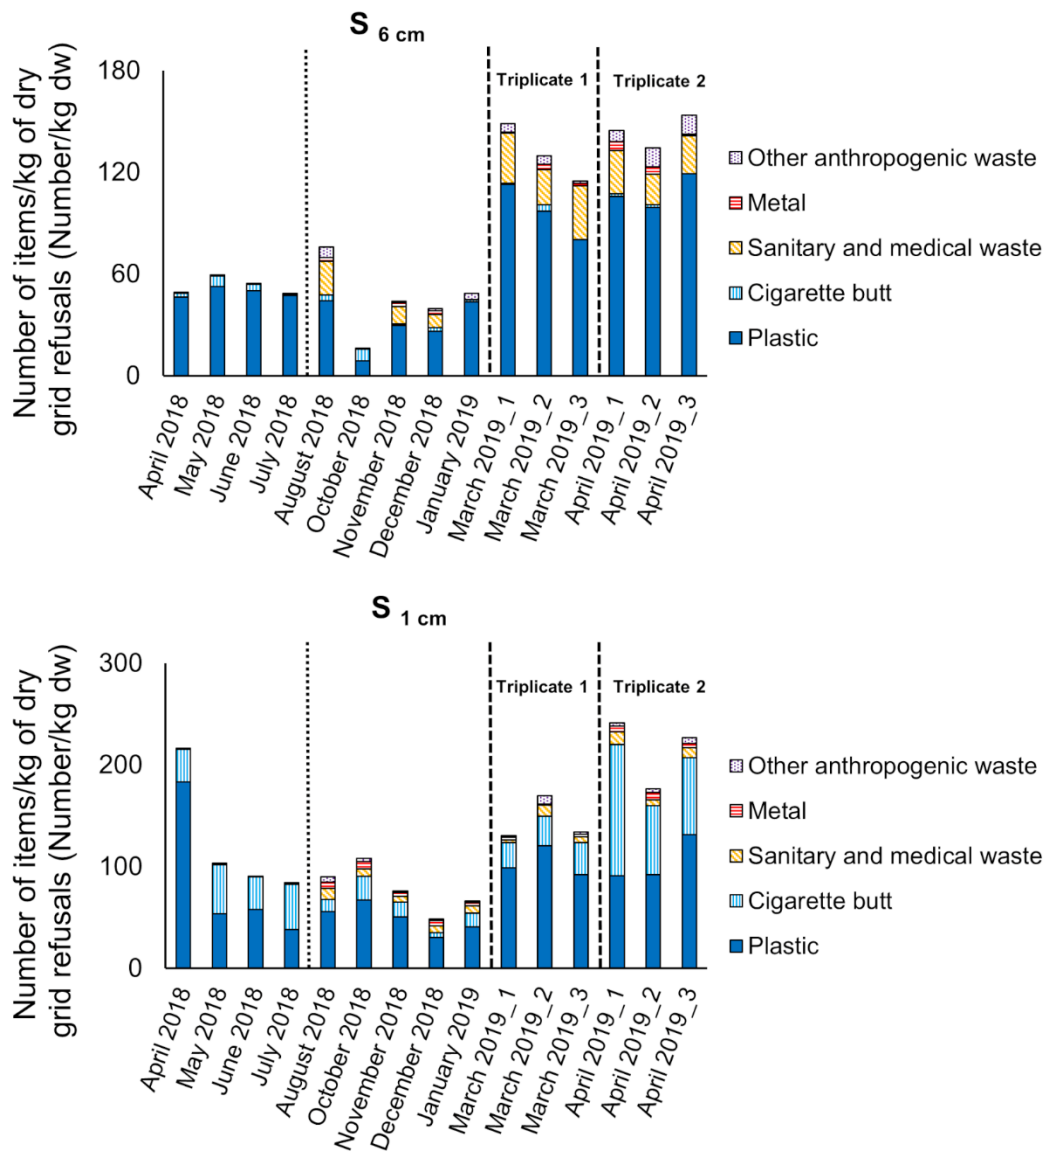 S 6 cm
Number of items/kg of dry
grid refusals (Number/kg dw)
180
120
60
0
Triplicate 1
Triplicate 2
April 2018
May 2018
June 2018
July 2018
August 2018
October 2018
November 2018
December 2018
January 2019
March 2019_1
March 2019_2
March 2019_3
April 2019_1
April 2019_2
April 2019_3
Other anthropogenic waste
Metal
Sanitary and medical waste
Cigarette butt
Plastic
S 1 cm
Number of items/kg of dry
grid refusals (Number/kg dw)
300
200
100
0
Triplicate 1
Triplicate 2
April 2018
May 2018
June 2018
July 2018
August 2018
October 2018
November 2018
December 2018
January 2019
March 2019_1
March 2019_2
March 2019_3
April 2019_1
April 2019_2
April 2019_3
Other anthropogenic waste
Metal
Sanitary and medical waste
Cigarette butt
Plastic